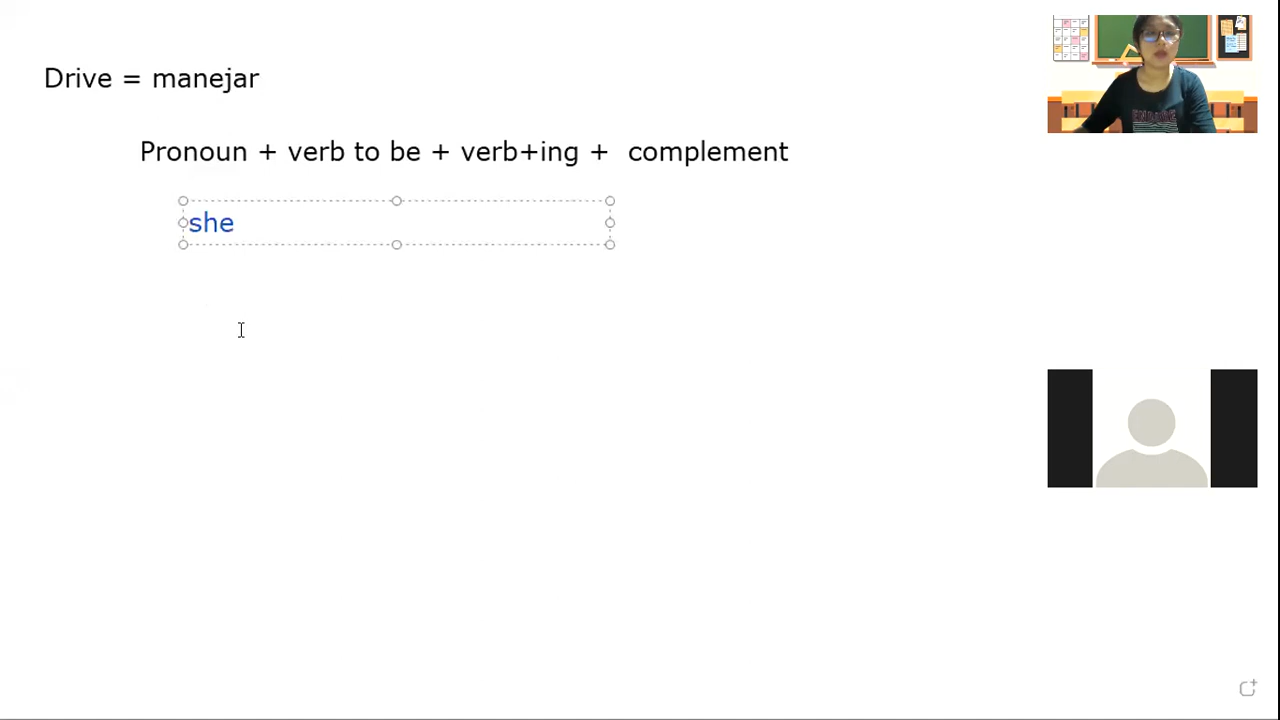 Drive = manejar
Pronoun + verb to be + verb+ing + complement
she